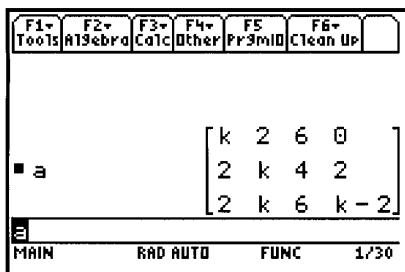 F1 F2 F3 F4 F5 F6
Tools Algebra Calc Other PrgmIO Clean Up
k 2 6 0
a 2 k 4 2
2 k 6 k - 2
a
MAIN RAD AUTO FUNC 1/30